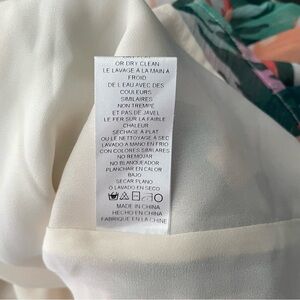 OR DRY CLEAN
LE LAVAGE A LA MAIN A
FROID
DE L'EAU AVEC DES
COULEURS
SIMILAIRES
NON TREMPE
ET PAS DE JAVEL
LE FER SUR LA FAIBLE
CHALEUR
SÉCHAGE À PLAT
OU LE NETTOYAGE A SEC
LAVADO A MANO EN FRIO
CON COLORES SIMILARES
NO REMOJAR
NO BLANQUEADOR
PLANCHAR EN CALOR
BAJO
SECAR PLANO
O LAVADO EN SECO
MADE IN CHINA
HECHO EN CHINA
FABRIQUE EN LA CHINE